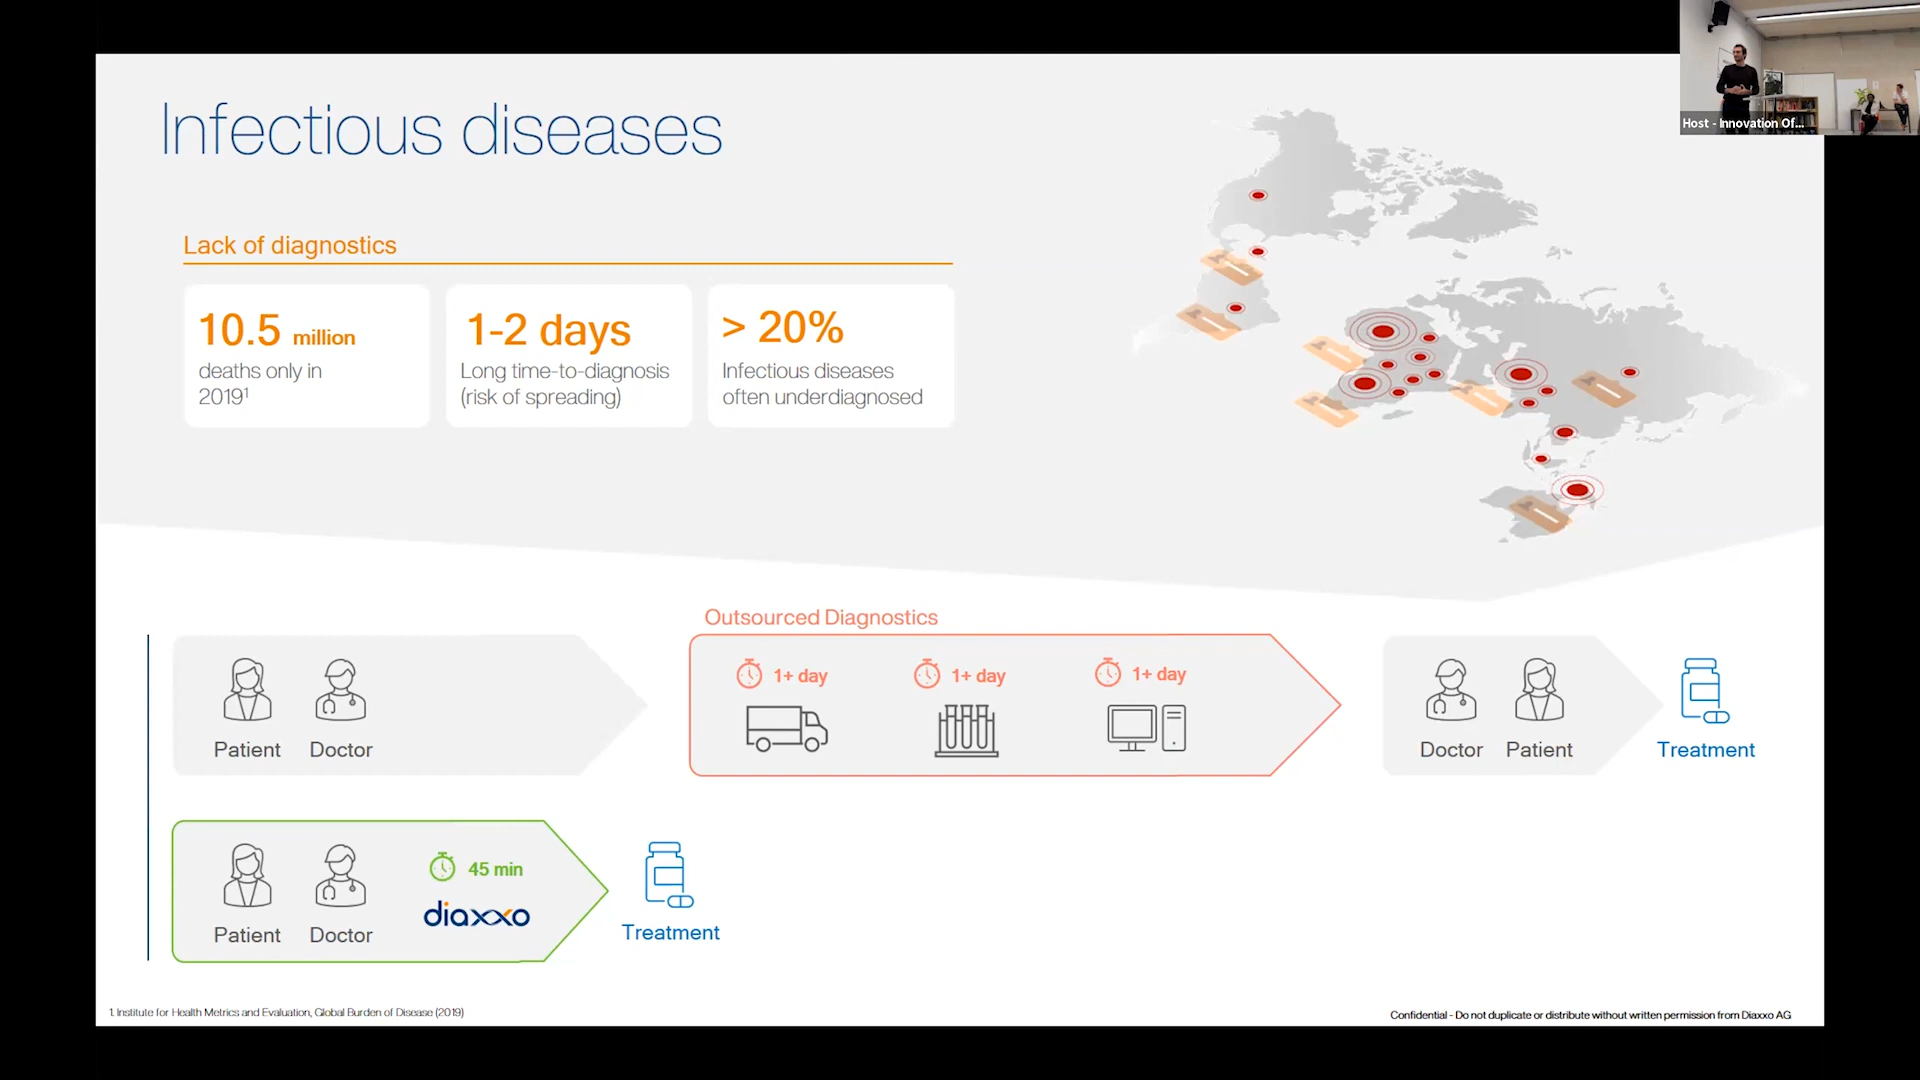 Host - Innovation Of...
Infectious diseases
Lack of diagnostics
10.5 million
deaths only in
2019¹
1-2 days
Long time-to-diagnosis
(risk of spreading)
> 20%
Infectious diseases
often underdiagnosed
Outsourced Diagnostics
1+ day
1+ day
1+ day
Patient
Doctor
Doctor
Patient
Treatment
45 min
diaxxo
Patient
Doctor
Treatment
1. Institute for Health Metrics and Evaluation, Global Burden of Disease (2019)
Confidential - Do not duplicate or distribute without written permission from Diaxxo AG